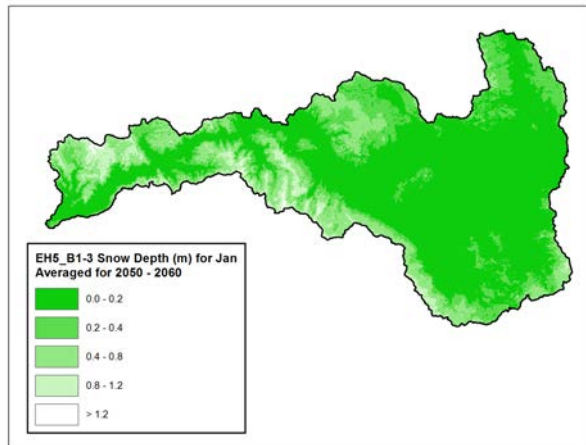 EH5_B1-3 Snow Depth (m) for Jan
Averaged for 2050 - 2060
0.0 - 0.2
0.2 - 0.4
0.4 - 0.8
0.8 - 1.2
> 1.2